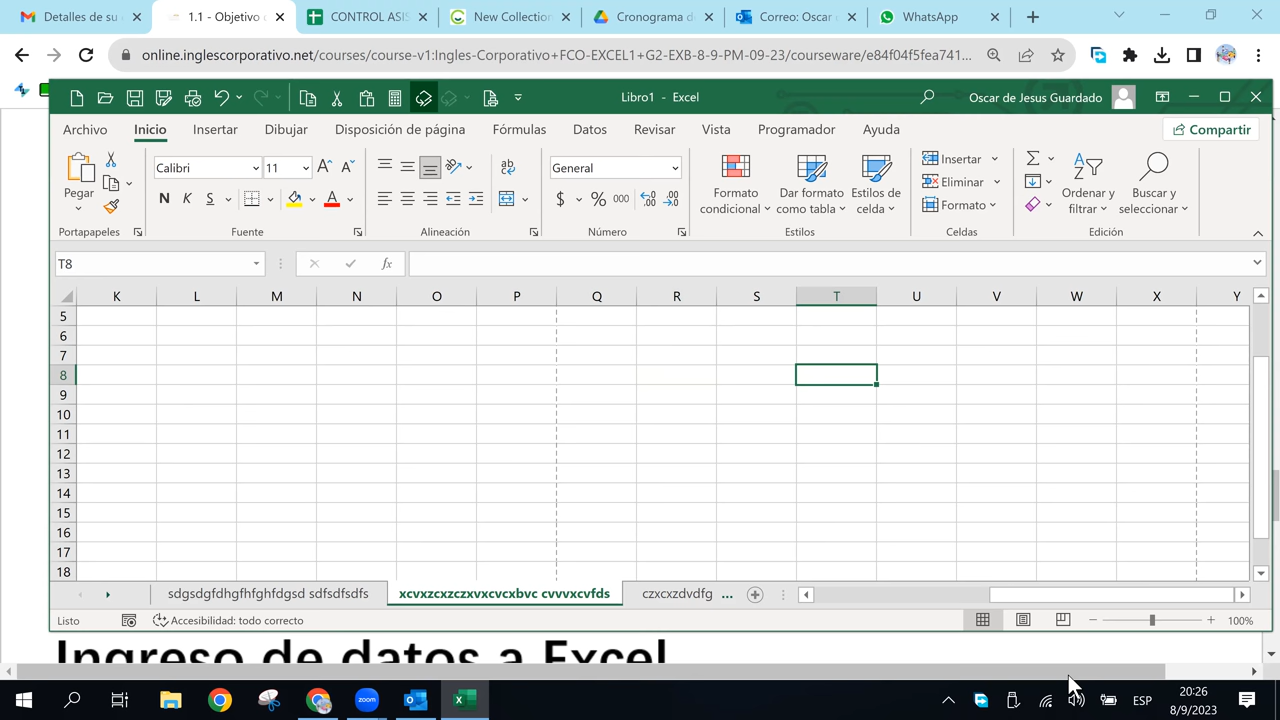 Detalles de su
1.1 - Objetivo
CONTROL ASIS
New Collection
Cronograma d
Correo: Oscar
WhatsApp
online.inglescorporativo.net/courses/course-v1:Ingles-Corporativo+FCO-EXCEL1+G2-EXB-8-9-PM-09-23/courseware/e84f04f5fea741...
Libro1 - Excel
Oscar de Jesus Guardado
Archivo Inicio Insertar Dibujar Disposición de página Fórmulas Datos Revisar Vista Programador Ayuda Compartir
Pegar
Calibri 11
General
Formato condicional
Dar formato como tabla
Estilos de celda
Insertar
Eliminar
Formato
Ordenar y filtrar
Buscar y seleccionar
N K S
$ % 000
Portapapeles Fuente Alineación Número Estilos Celdas Edición
T8
fx
K L M N O P Q R S T U V W X Y
5
6
7
8
9
10
11
12
13
14
15
16
17
18
sdgsdgfdhgfhfghfdgsd sdfsdfsdfs
xcvxzcxzczxvxcvcxbvc cvvvxcvfds
czxcxzdvdfg ...
Listo
Accesibilidad: todo correcto
100%
Ingreso de datos a Excel
ESP
20:26
8/9/2023